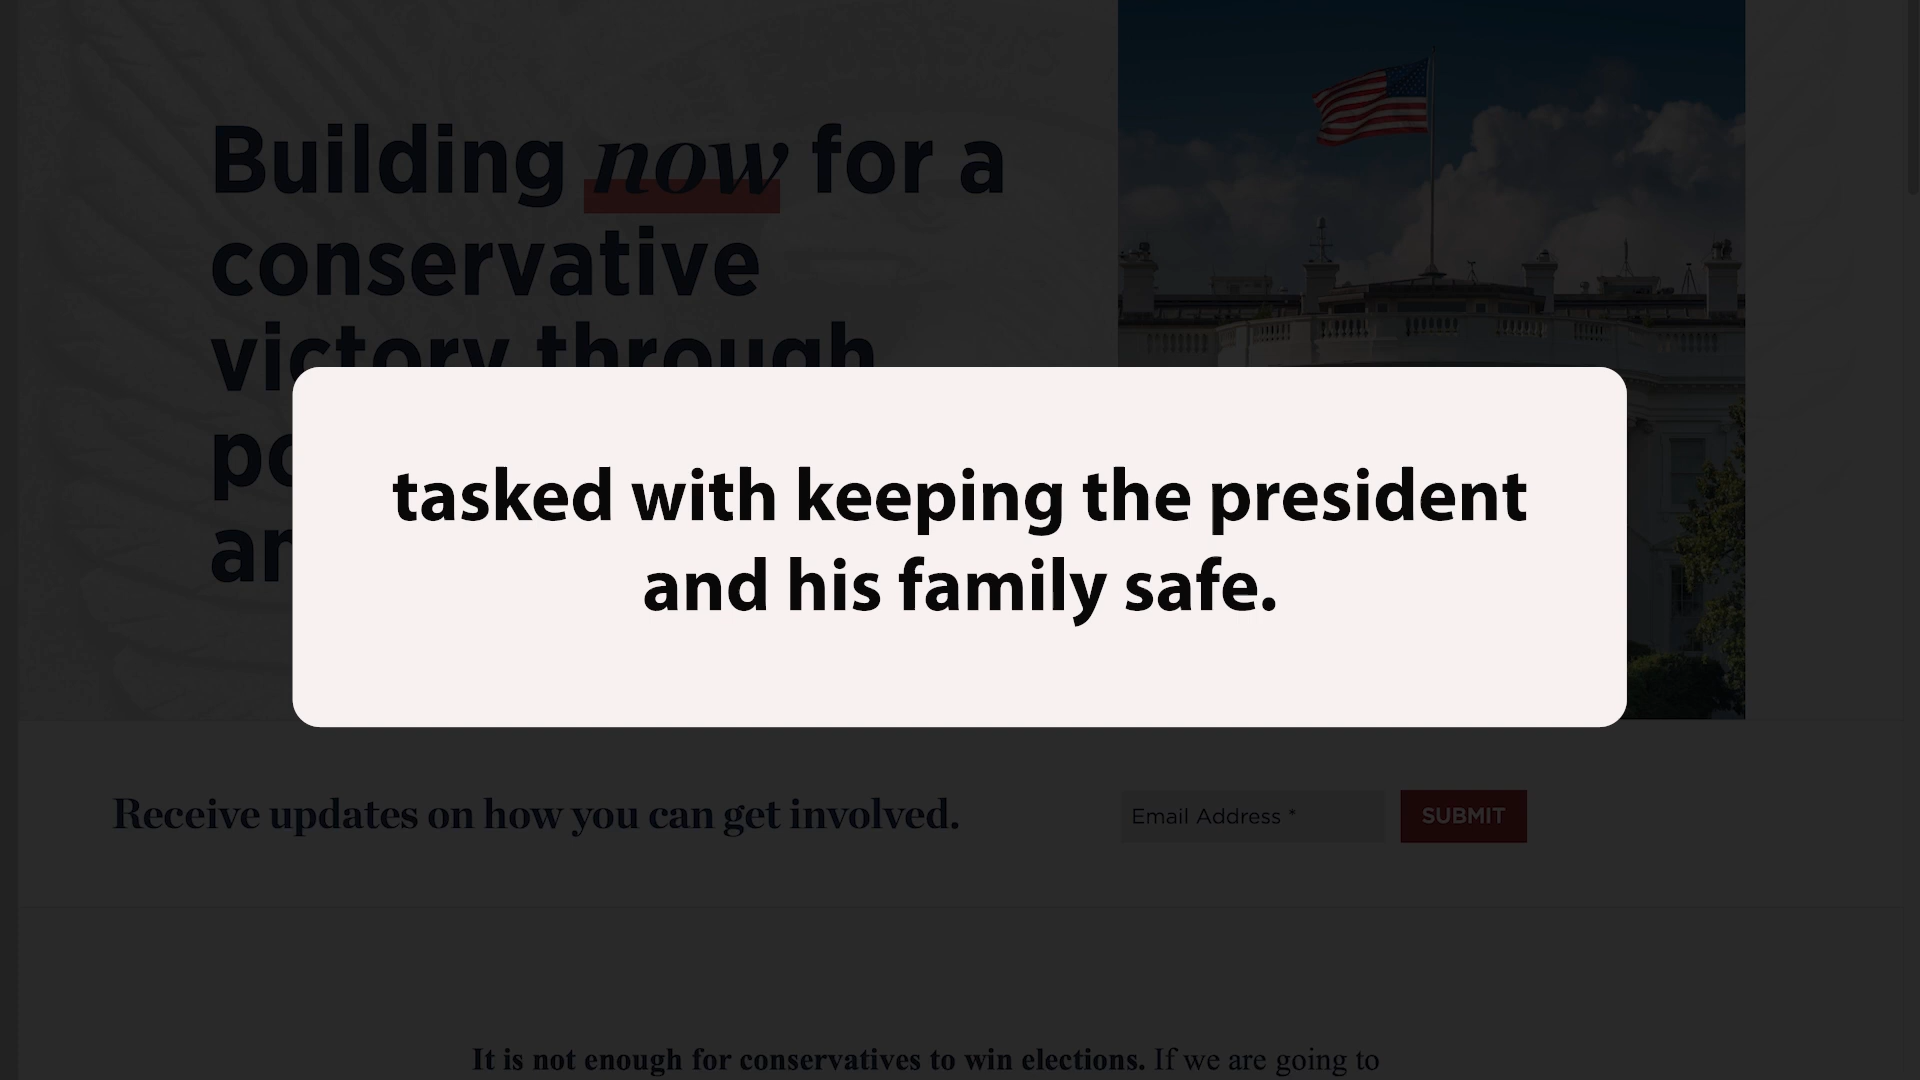 Building now for a
conservative
victory through
tasked with keeping the president
and his family safe.
Receive updates on how you can get involved.
Email Address *
SUBMIT
It is not enough for conservatives to win elections. If we are going to